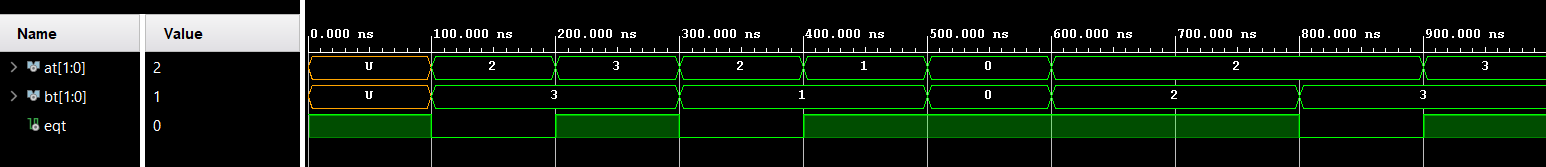 Name Value
0.000 ns 100.000 ns 200.000 ns 300.000 ns 400.000 ns 500.000 ns 600.000 ns 700.000 ns 800.000 ns 900.000 ns
at[1:0] 2 U 2 3 2 1 0 2 3
bt[1:0] 1 U 3 1 0 2 3
eqt 0